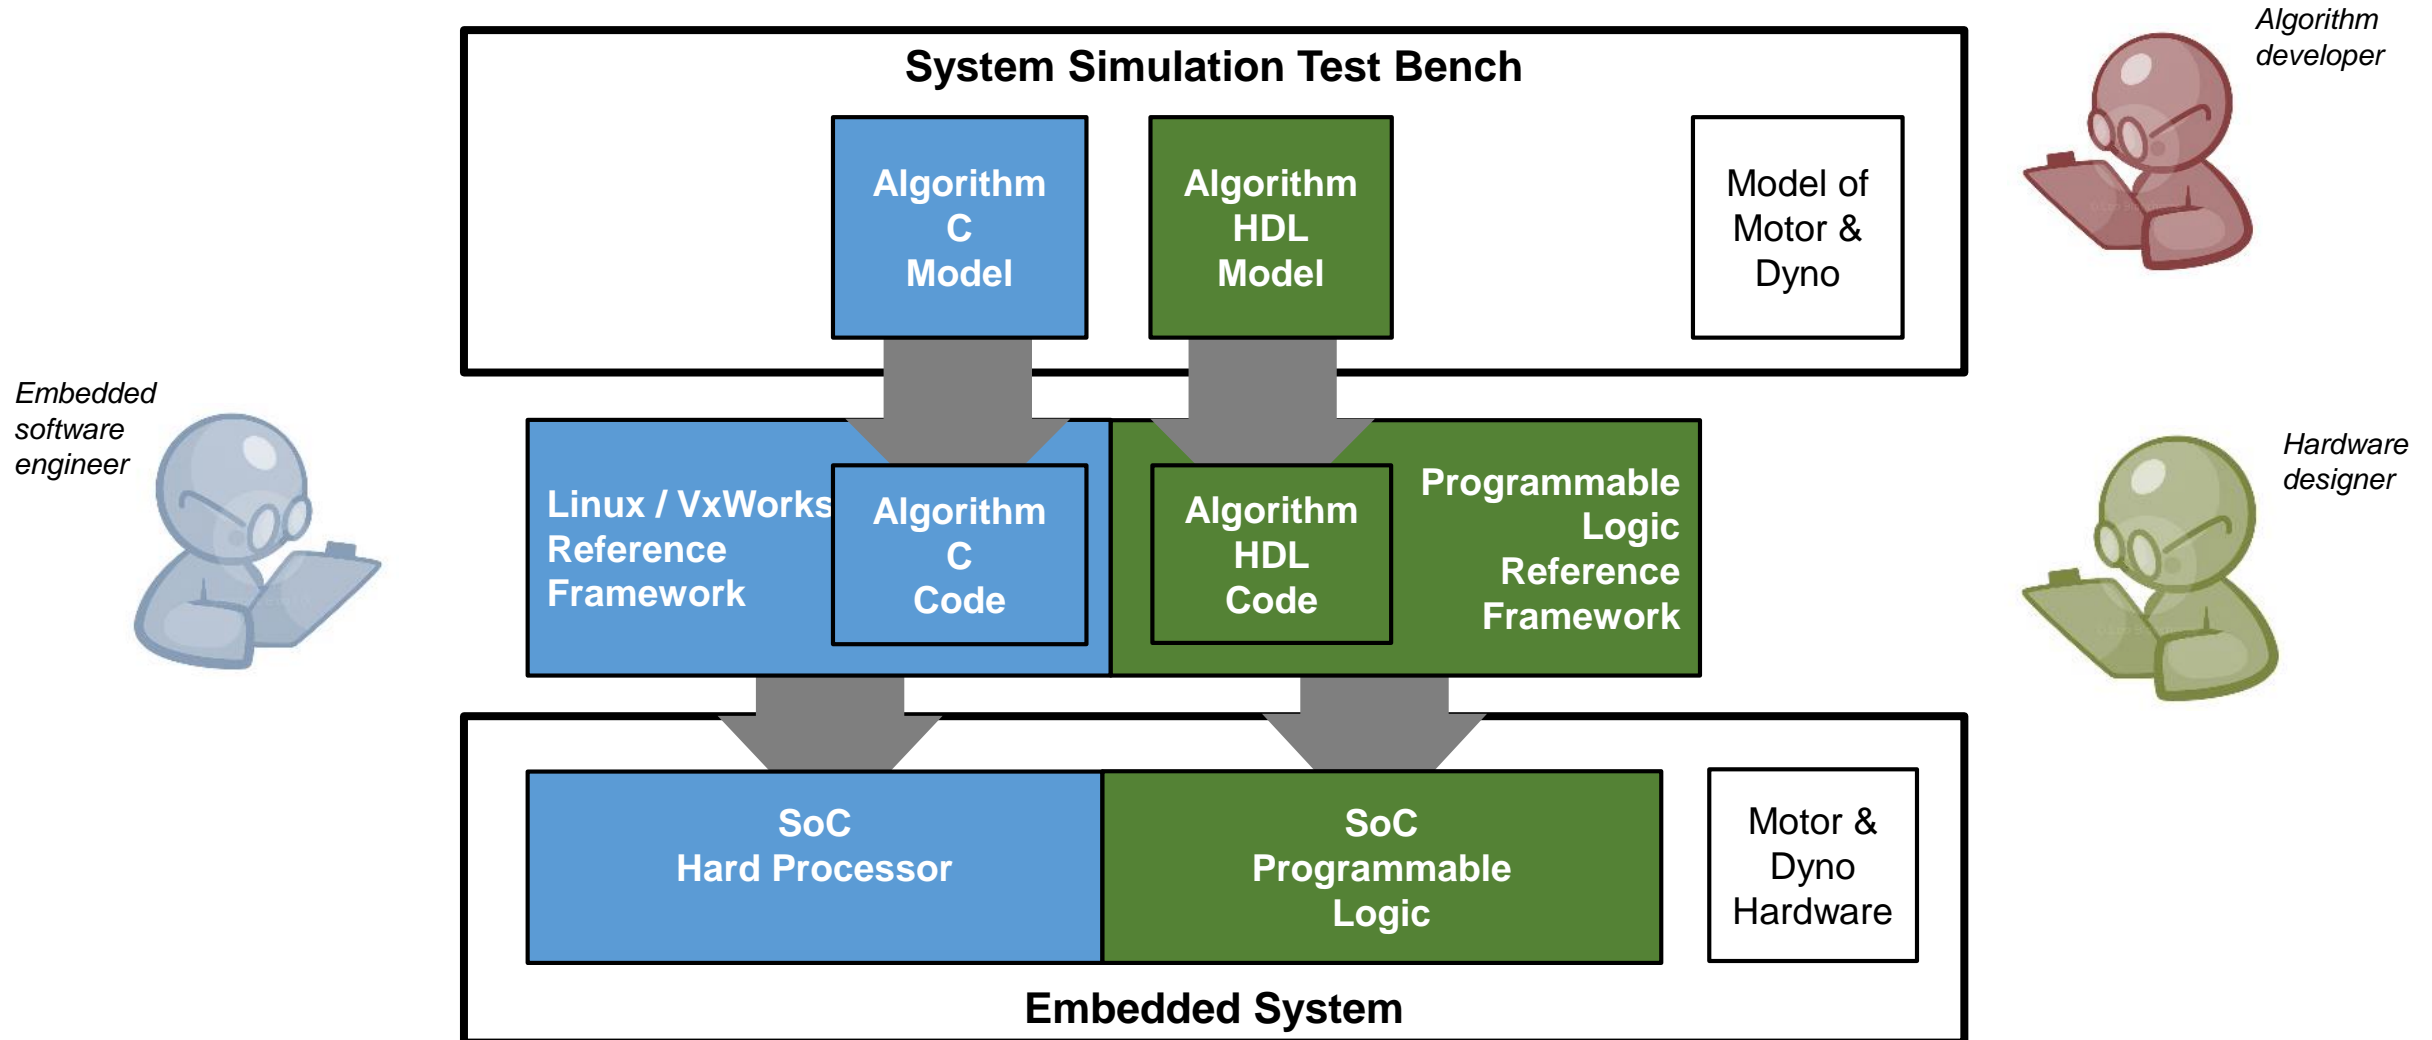 Algorithm
developer
System Simulation Test Bench
Algorithm
C
Model
Algorithm
HDL
Model
Model of
Motor &
Dyno
Embedded
software
engineer
Linux / VxWorks
Reference
Framework
Algorithm
C
Code
Algorithm
HDL
Code
Programmable
Logic
Reference
Framework
Hardware
designer
SoC
Hard Processor
SoC
Programmable
Logic
Motor &
Dyno
Hardware
Embedded System